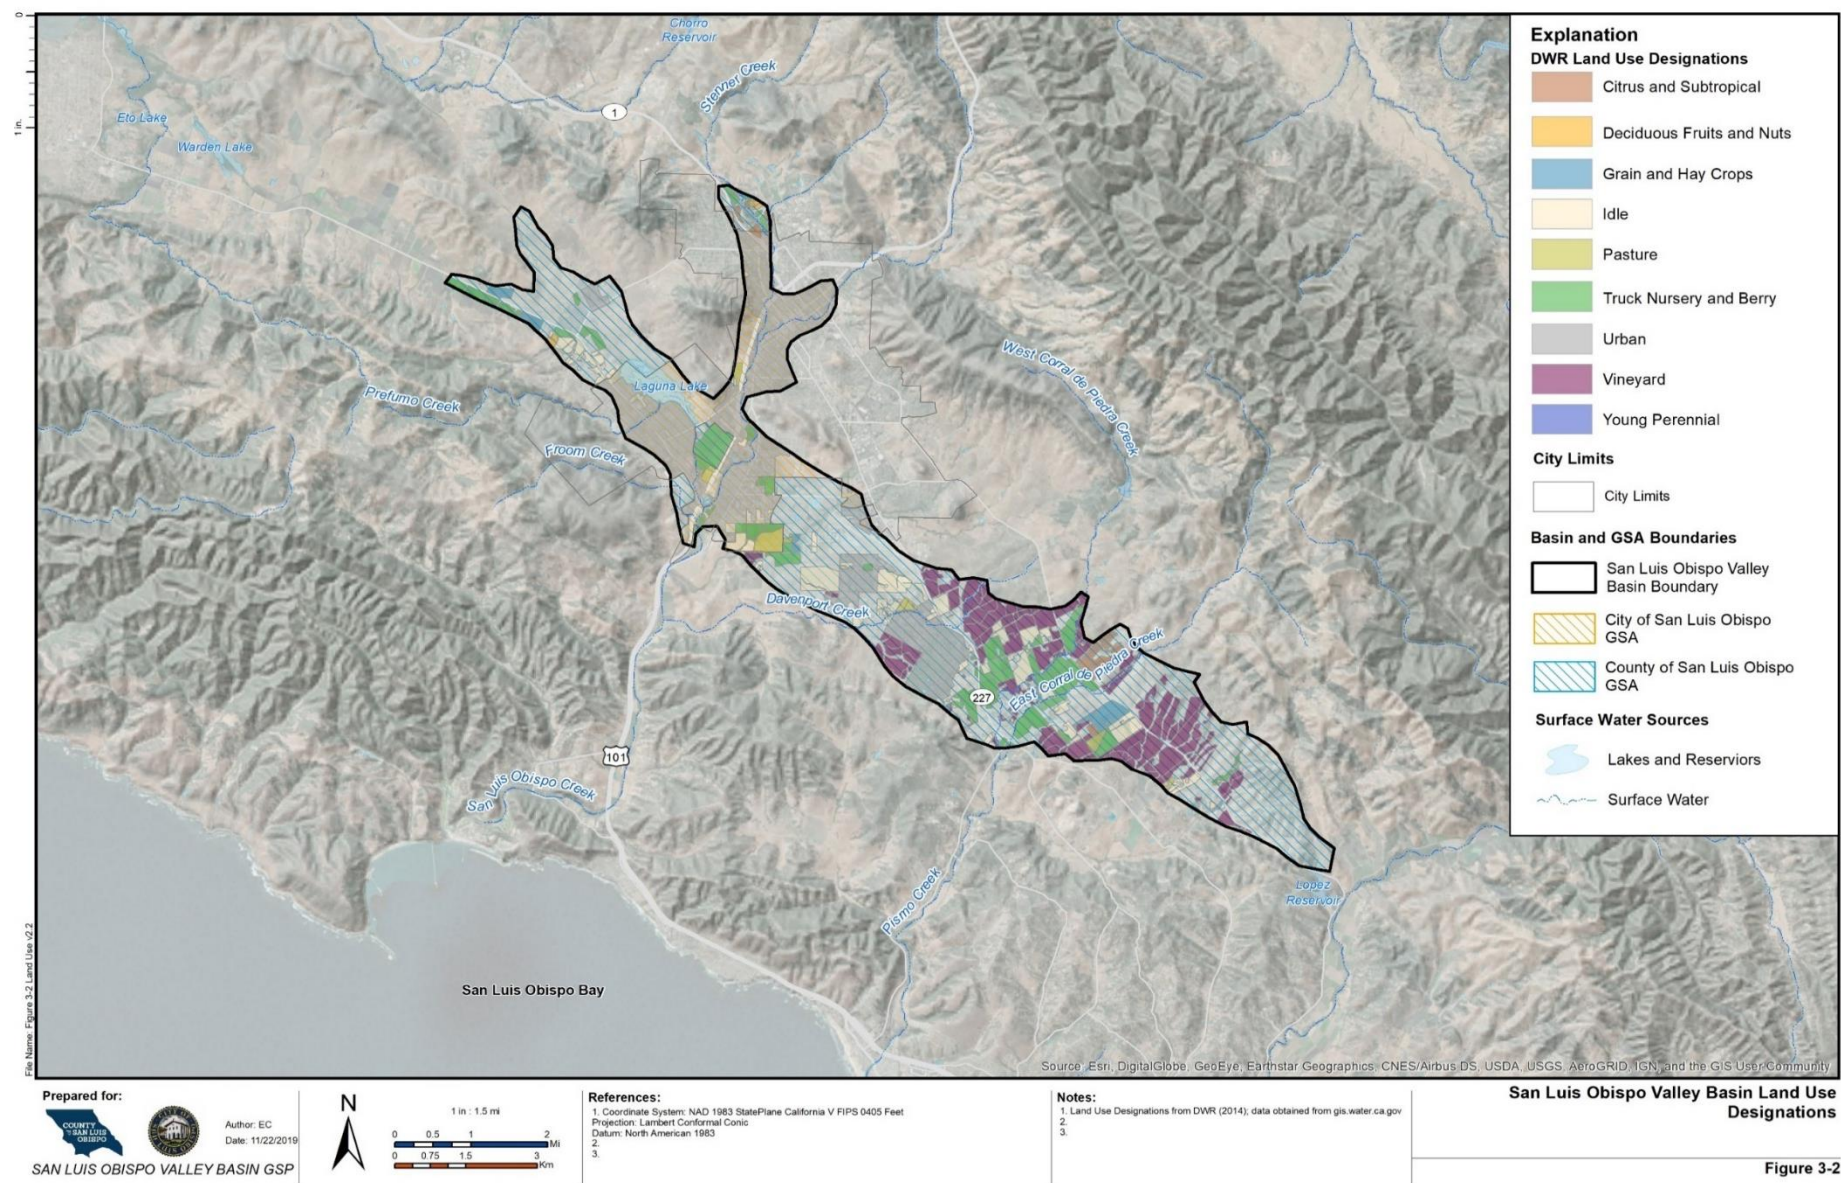 0
1 in.
File Name: Figure 3-2 Land Use v2.2
Chorro
Reservoir
Stenner Creek
1
Eto Lake
Warden Lake
Laguna Lake
Prefumo Creek
Froom Creek
West Corral de Piedra Creek
Davenport Creek
East Corral de Piedra Creek
227
101
San Luis Obispo Creek
Pismo Creek
Lopez
Reservoir
San Luis Obispo Bay
Source: Esri, DigitalGlobe, GeoEye, Earthstar Geographics, CNES/Airbus DS, USDA, USGS, AeroGRID, IGN, and the GIS User Community
Explanation
DWR Land Use Designations
Citrus and Subtropical
Deciduous Fruits and Nuts
Grain and Hay Crops
Idle
Pasture
Truck Nursery and Berry
Urban
Vineyard
Young Perennial
City Limits
City Limits
Basin and GSA Boundaries
San Luis Obispo Valley
Basin Boundary
City of San Luis Obispo
GSA
County of San Luis Obispo
GSA
Surface Water Sources
Lakes and Reserviors
Surface Water
Prepared for:
COUNTY
OF SAN LUIS
OBISPO
Author: EC
Date: 11/22/2019
SAN LUIS OBISPO VALLEY BASIN GSP
N
1 in : 1.5 mi
0 0.5 1 2
Mi
0 0.75 1.5 3
Km
References:
1. Coordinate System: NAD 1983 StatePlane California V FIPS 0405 Feet
Projection: Lambert Conformal Conic
Datum: North American 1983
2.
3.
Notes:
1. Land Use Designations from DWR (2014); data obtained from gis.water.ca.gov
2.
3.
San Luis Obispo Valley Basin Land Use
Designations
Figure 3-2